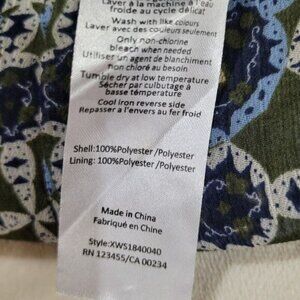 Laver à la machine à l'eau
froide au cycle délicat
Wash with like colours
Laver avec des couleurs seulement
Only non-chlorine
bleach when needed
Utiliser un agent de blanchiment
non chloré au besoin
Tumble dry at low temperature
Sécher par culbutage à
basse température
Cool iron reverse side
Repasser a l'envers au fer froid
Shell:100%Polyester /Polyester
Lining: 100%Polyester /Polyester
Made in China
Fabriqué en Chine
Style:XWS1840040
RN 123455/CA 00234